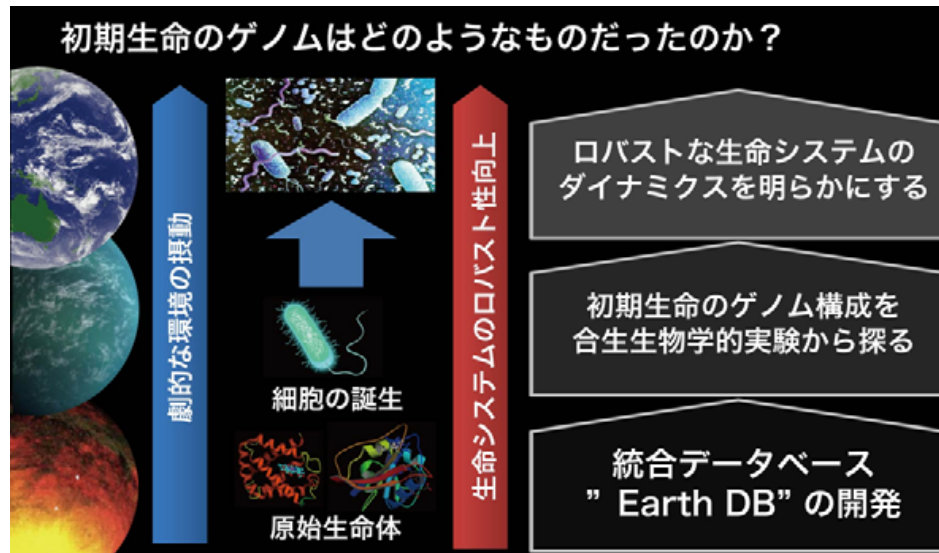 初期生命のゲノムはどのようなものだったのか？
劇的な環境の摂動
細胞の誕生
原始生命体
生命システムのロバスト性向上
ロバストな生命システムの
ダイナミクスを明らかにする
初期生命のゲノム構成を
合生生物学的実験から探る
統合データベース
” Earth DB” の開発